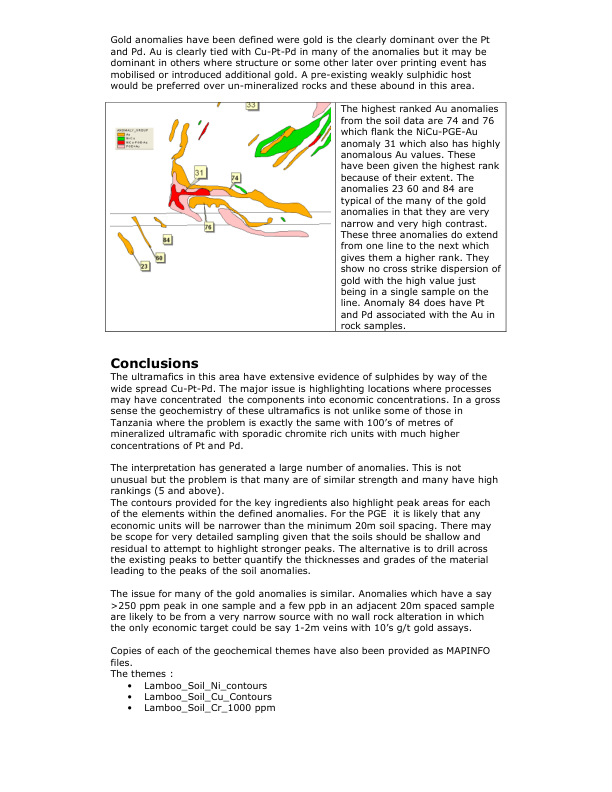 Gold anomalies have been defined were gold is the clearly dominant over the Pt
and Pd. Au is clearly tied with Cu-Pt-Pd in many of the anomalies but it may be
dominant in others where structure or some other later over printing event has
mobilised or introduced additional gold. A pre-existing weakly sulphidic host
would be preferred over un-mineralized rocks and these abound in this area.
33
31
74
76
84
60
23
The highest ranked Au anomalies
from the soil data are 74 and 76
which flank the NiCu-PGE-Au
anomaly 31 which also has highly
anomalous Au values. These
have been given the highest rank
because of their extent. The
anomalies 23 60 and 84 are
typical of the many of the gold
anomalies in that they are very
narrow and very high contrast.
These three anomalies do extend
from one line to the next which
gives them a higher rank. They
show no cross strike dispersion of
gold with the high value just
being in a single sample on the
line. Anomaly 84 does have Pt
and Pd associated with the Au in
rock samples.
Conclusions
The ultramafics in this area have extensive evidence of sulphides by way of the
wide spread Cu-Pt-Pd. The major issue is highlighting locations where processes
may have concentrated the components into economic concentrations. In a gross
sense the geochemistry of these ultramafics is not unlike some of those in
Tanzania where the problem is exactly the same with 100's of metres of
mineralized ultramafic with sporadic chromite rich units with much higher
concentrations of Pt and Pd.
The interpretation has generated a large number of anomalies. This is not
unusual but the problem is that many are of similar strength and many have high
rankings (5 and above).
The contours provided for the key ingredients also highlight peak areas for each
of the elements within the defined anomalies. For the PGE it is likely that any
economic units will be narrower than the minimum 20m soil spacing. There may
be scope for very detailed sampling given that the soils should be shallow and
residual to attempt to highlight stronger peaks. The alternative is to drill across
the existing peaks to better quantify the thicknesses and grades of the material
leading to the peaks of the soil anomalies.
The issue for many of the gold anomalies is similar. Anomalies which have a say
>250 ppm peak in one sample and a few ppb in an adjacent 20m spaced sample
are likely to be from a very narrow source with no wall rock alteration in which
the only economic target could be say 1-2m veins with 10's g/t gold assays.
Copies of each of the geochemical themes have also been provided as MAPINFO
files.
The themes :
• Lamboo_Soil_Ni_contours
• Lamboo_Soil_Cu_Contours
• Lamboo_Soil_Cr_1000 ppm